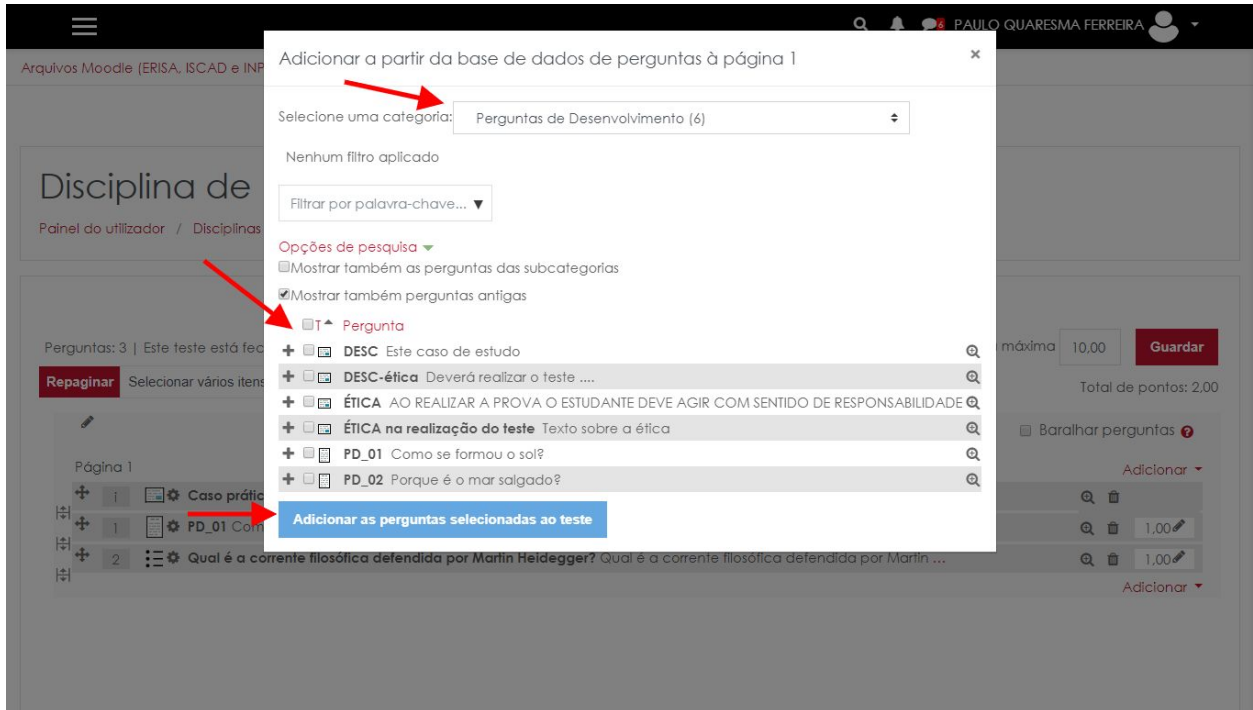 6 PAULO QUARESMA FERREIRA
Arquivos Moodle (ERISA, ISCAD e INP
Adicionar a partir da base de dados de perguntas à página 1 ×
Selecione uma categoria: Perguntas de Desenvolvimento (6)
Nenhum filtro aplicado
Disciplina de
Filtrar por palavra-chave... ▼
Painel do utilizador / Disciplinas
Opções de pesquisa
Mostrar também as perguntas das subcategorias
Mostrar também perguntas antigas
T Pergunta
Perguntas: 3 | Este teste está fec
máxima 10,00 Guardar
DESC Este caso de estudo
Repaginar Selecionar vários itens
DESC-ética Deverá realizar o teste ....
Total de pontos: 2,00
ÉTICA AO REALIZAR A PROVA O ESTUDANTE DEVE AGIR COM SENTIDO DE RESPONSABILIDADE
ÉTICA na realização do teste Texto sobre a ética
Baralhar perguntas
PD_01 Como se formou o sol?
Página 1
Adicionar
PD_02 Porque é o mar salgado?
i Caso prátic
Adicionar as perguntas selecionadas ao teste
1 PD_01 Com
1,00
2 Qual é a corrente filosófica defendida por Martin Heidegger? Qual é a corrente filosófica defendida por Martin ... 1,00
Adicionar